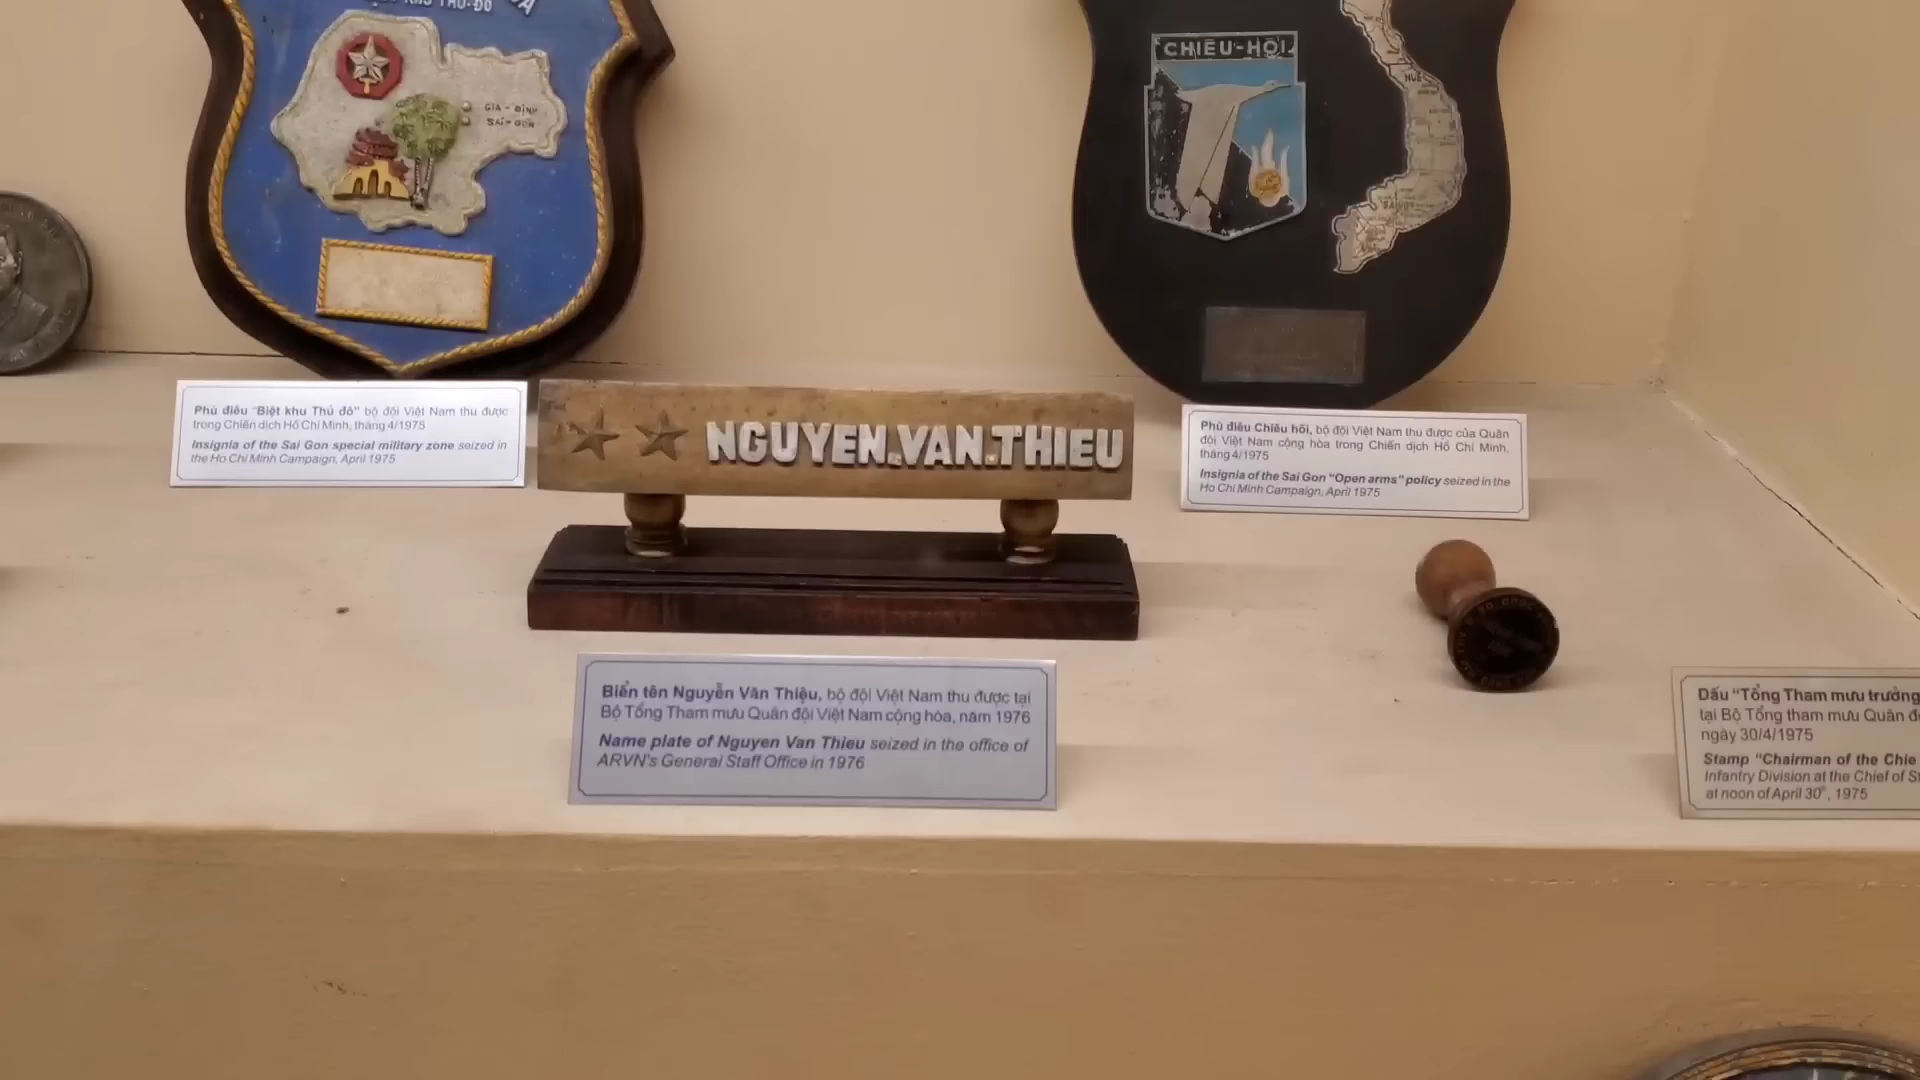 KHU THỦ-ĐÔ
GIA - ĐỊNH
SÀI - GÒN
CHIÊU-HỒI
HUẾ
SAIGON
Phù điêu "Biệt khu Thủ đô" bộ đội Việt Nam thu được
trong Chiến dịch Hồ Chí Minh, tháng 4/1975
Insignia of the Sai Gon special military zone seized in
the Ho Chi Minh Campaign, April 1975
NGUYEN.VAN.THIEU
Phù điêu Chiêu hồi, bộ đội Việt Nam thu được của Quân
đội Việt Nam cộng hòa trong Chiến dịch Hồ Chí Minh,
tháng 4/1975
Insignia of the Sai Gon "Open arms" policy seized in the
Ho Chi Minh Campaign, April 1975
Biển tên Nguyễn Văn Thiệu, bộ đội Việt Nam thu được tại
Bộ Tổng Tham mưu Quân đội Việt Nam cộng hòa, năm 1976
Name plate of Nguyen Van Thieu seized in the office of
ARVN's General Staff Office in 1976
Dấu "Tổng Tham mưu trưởng
tại Bộ Tổng tham mưu Quân
ngày 30/4/1975
Stamp "Chairman of the Chie
Infantry Division at the Chief of
at noon of April 30th, 1975